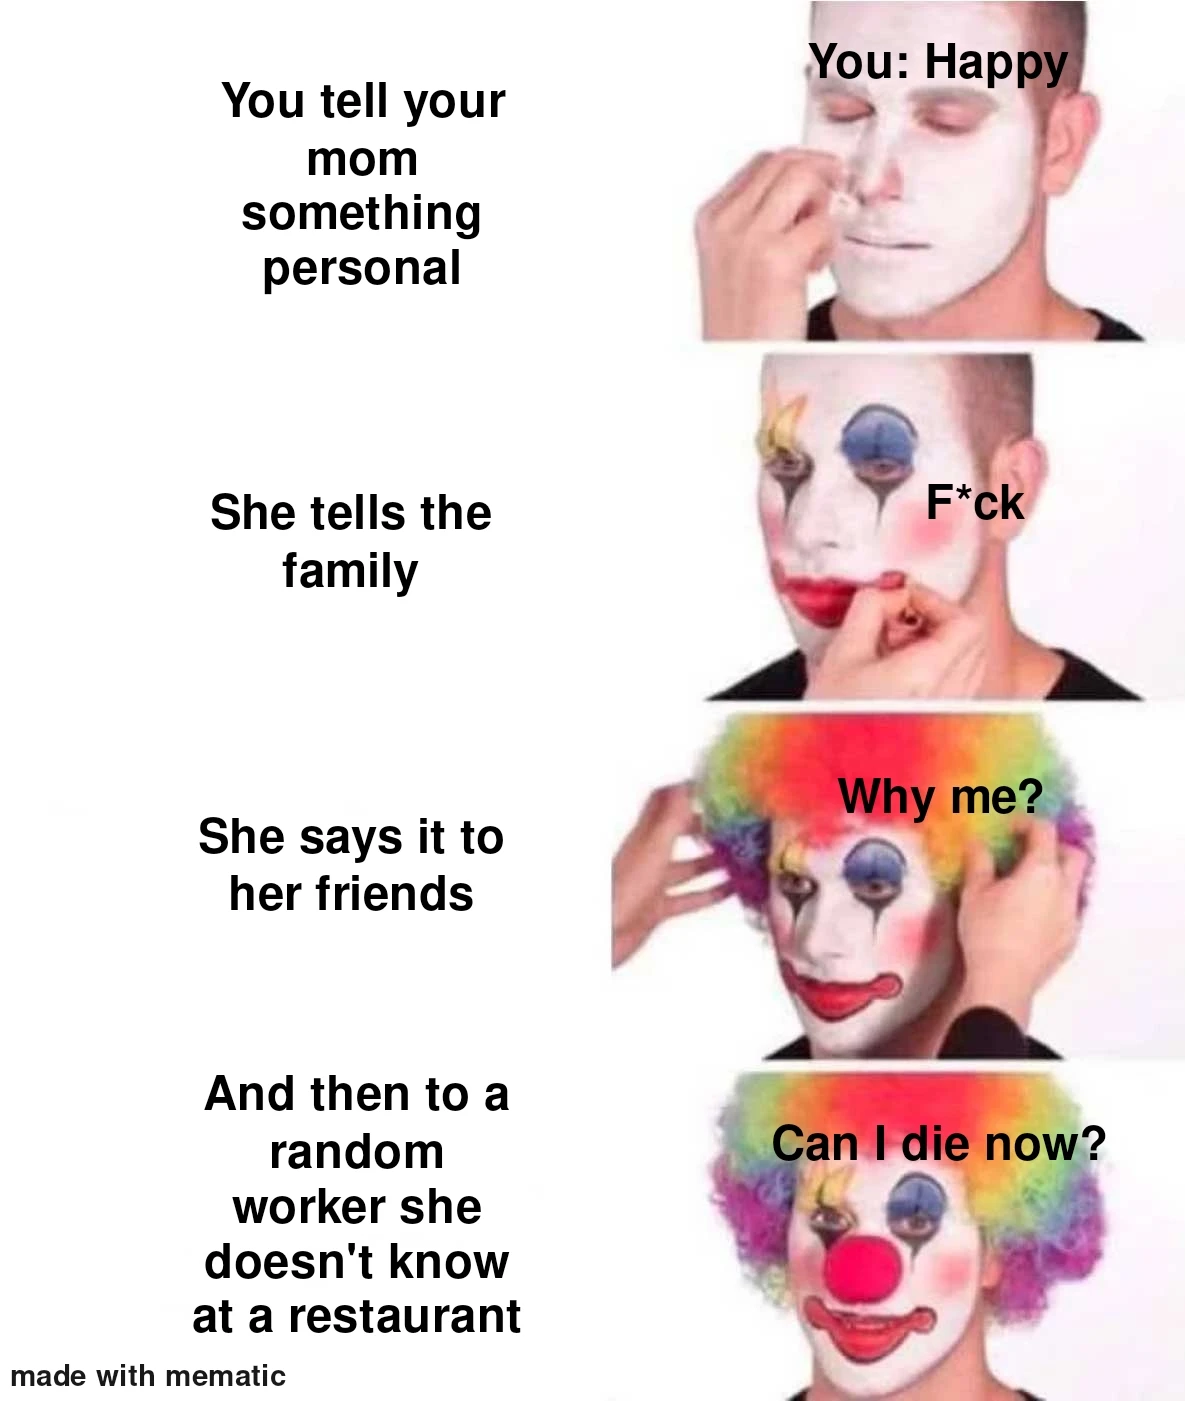 You: Happy
You tell your
mom
something
personal
She tells the
family
F*ck
Why me?
She says it to
her friends
And then to a
random
worker she
doesn't know
at a restaurant
Can I die now?
made with mematic